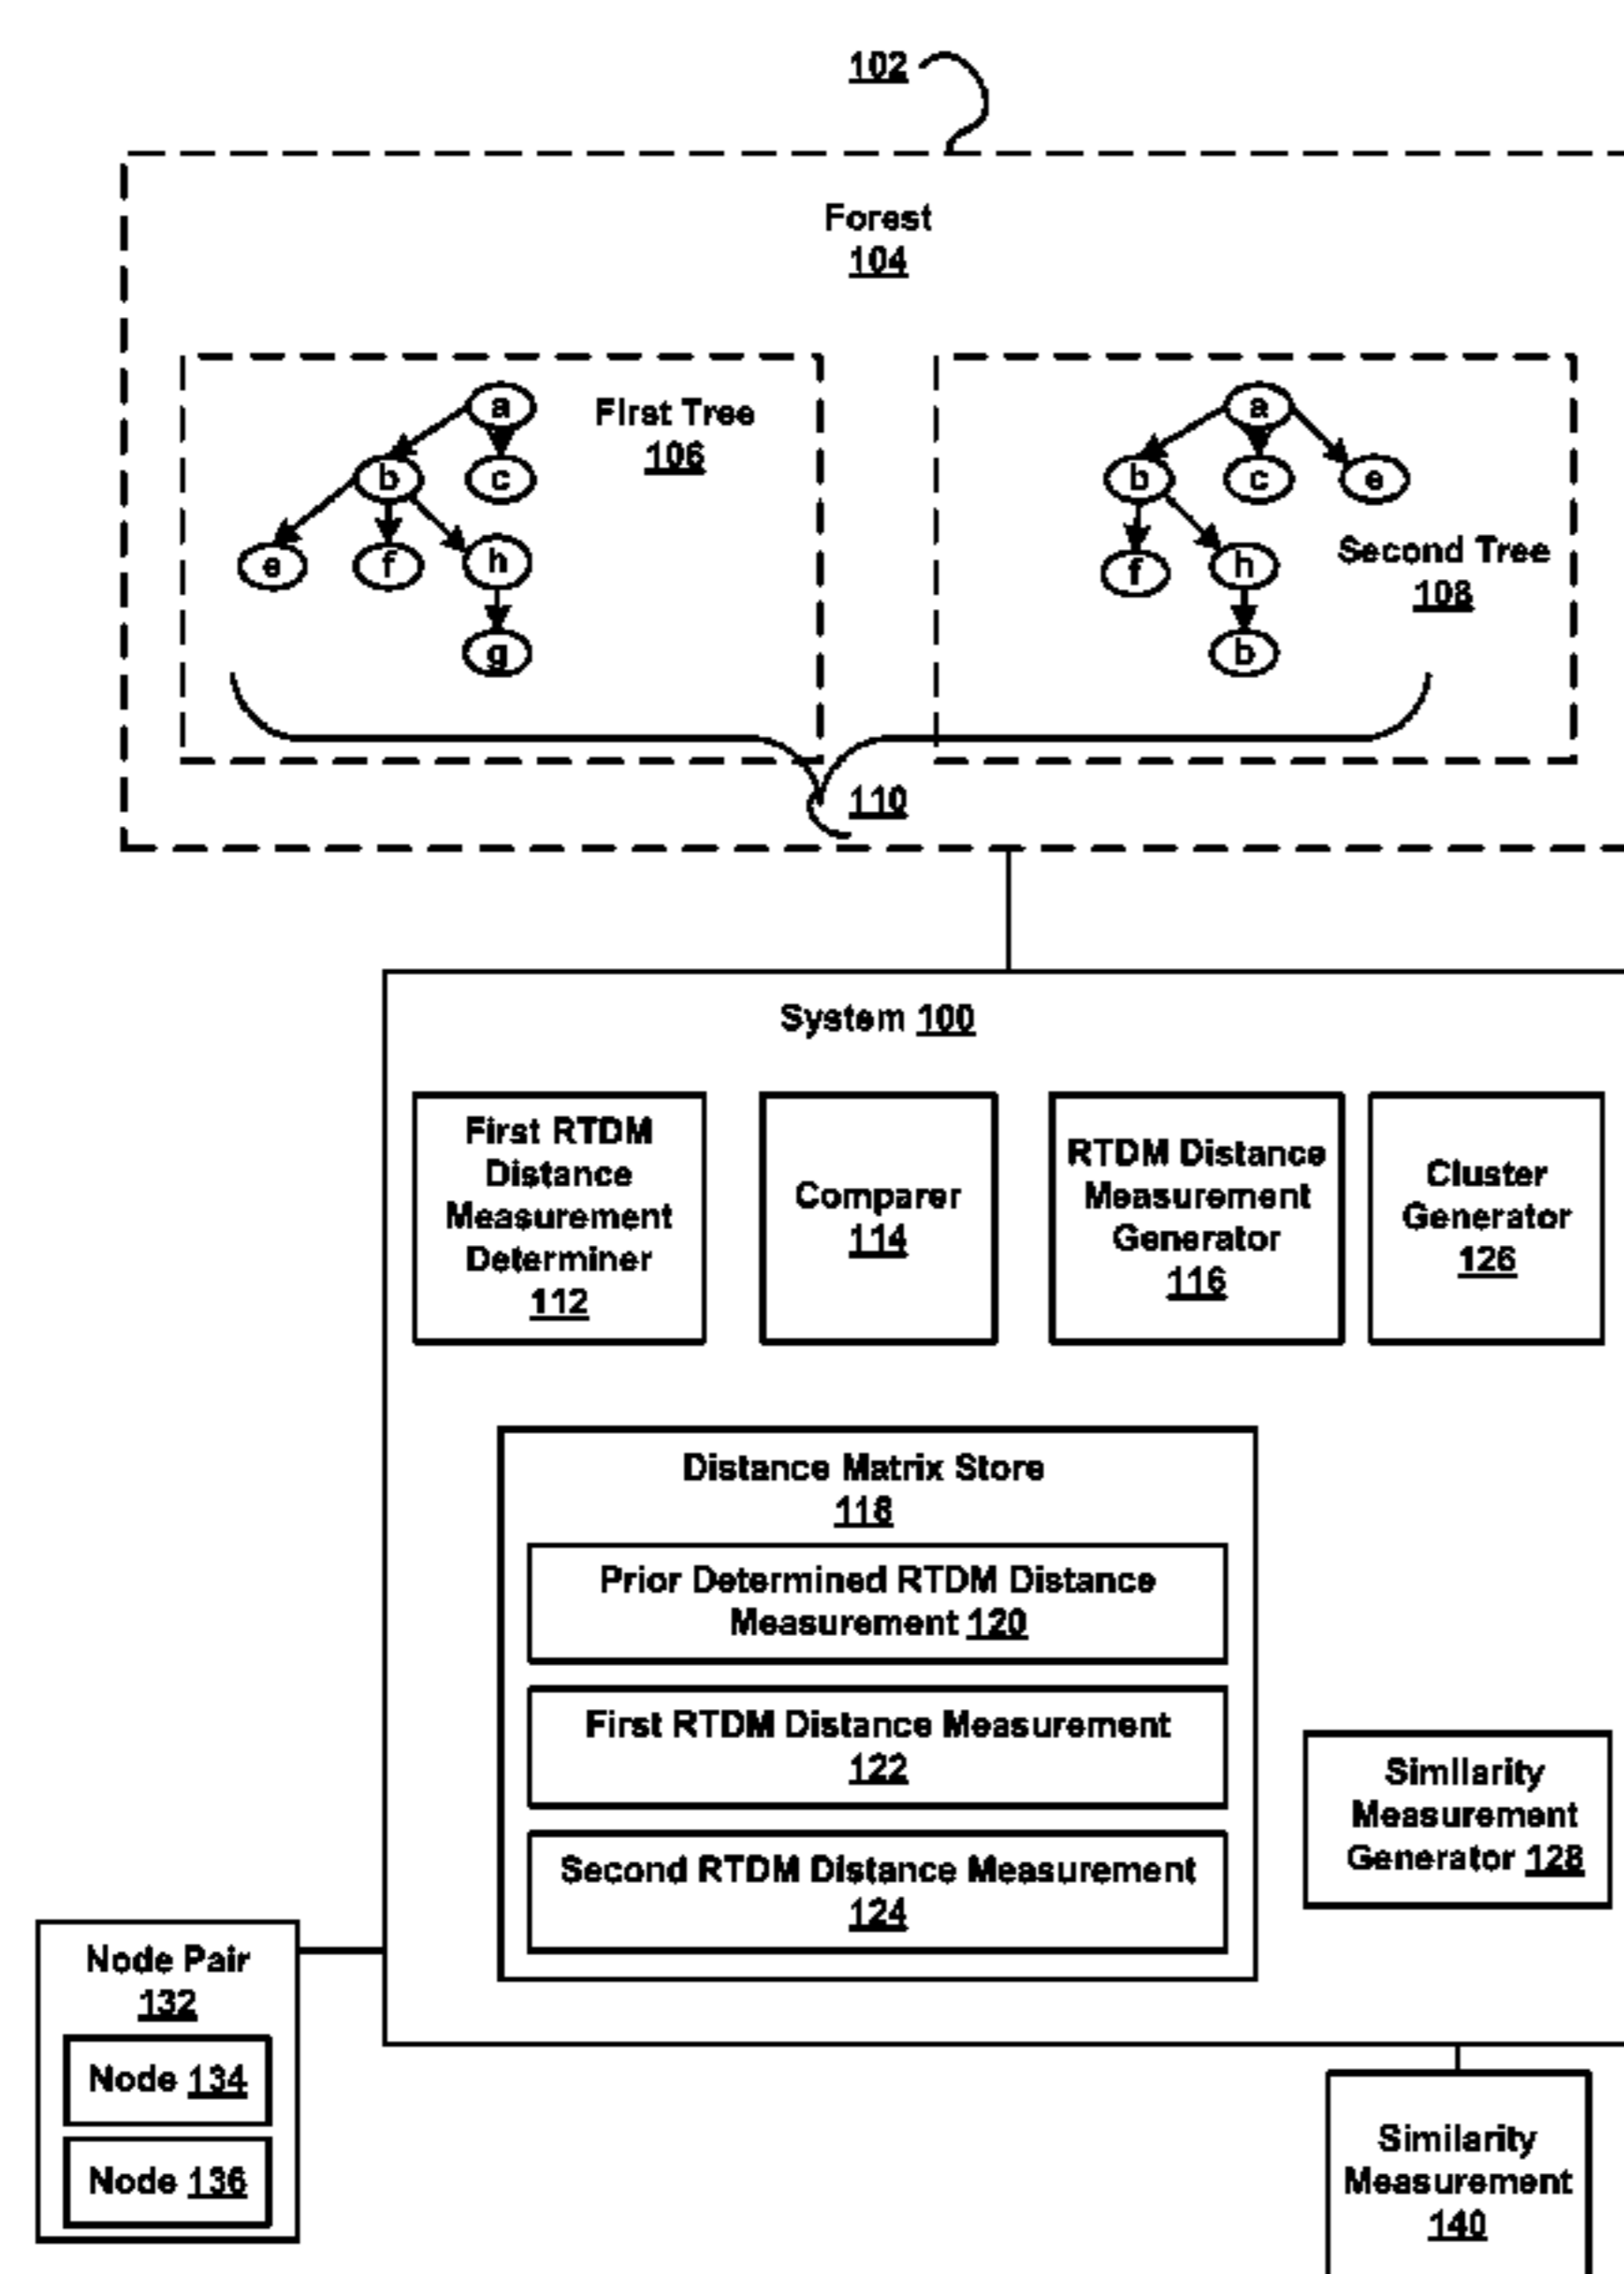 102
Forest
104
a
b
c
e
f
h
g
First Tree
106
a
b
c
e
f
h
b
Second Tree
108
110
System 100
First RTDM
Distance
Measurement
Determiner
112
Comparer
114
RTDM Distance
Measurement
Generator
116
Cluster
Generator
126
Distance Matrix Store
118
Prior Determined RTDM Distance
Measurement 120
First RTDM Distance Measurement
122
Second RTDM Distance Measurement
124
Similarity
Measurement
Generator 128
Node Pair
132
Node 134
Node 136
Similarity
Measurement
140